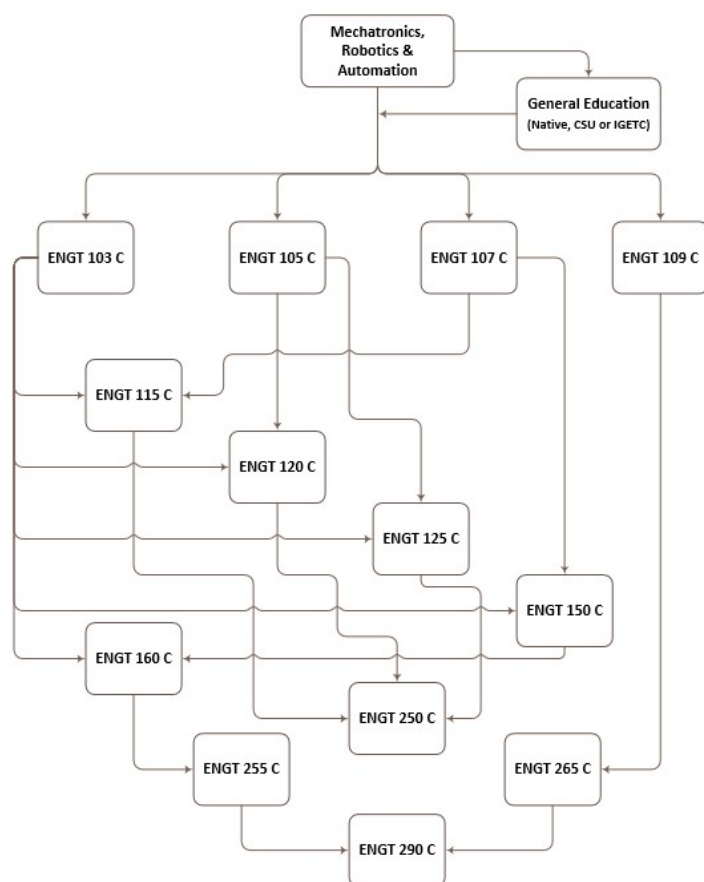 Mechatronics,
Robotics &
Automation
General Education
(Native, CSU or IGETC)
ENGT 103 C
ENGT 105 C
ENGT 107 C
ENGT 109 C
ENGT 115 C
ENGT 120 C
ENGT 125 C
ENGT 150 C
ENGT 160 C
ENGT 250 C
ENGT 255 C
ENGT 265 C
ENGT 290 C